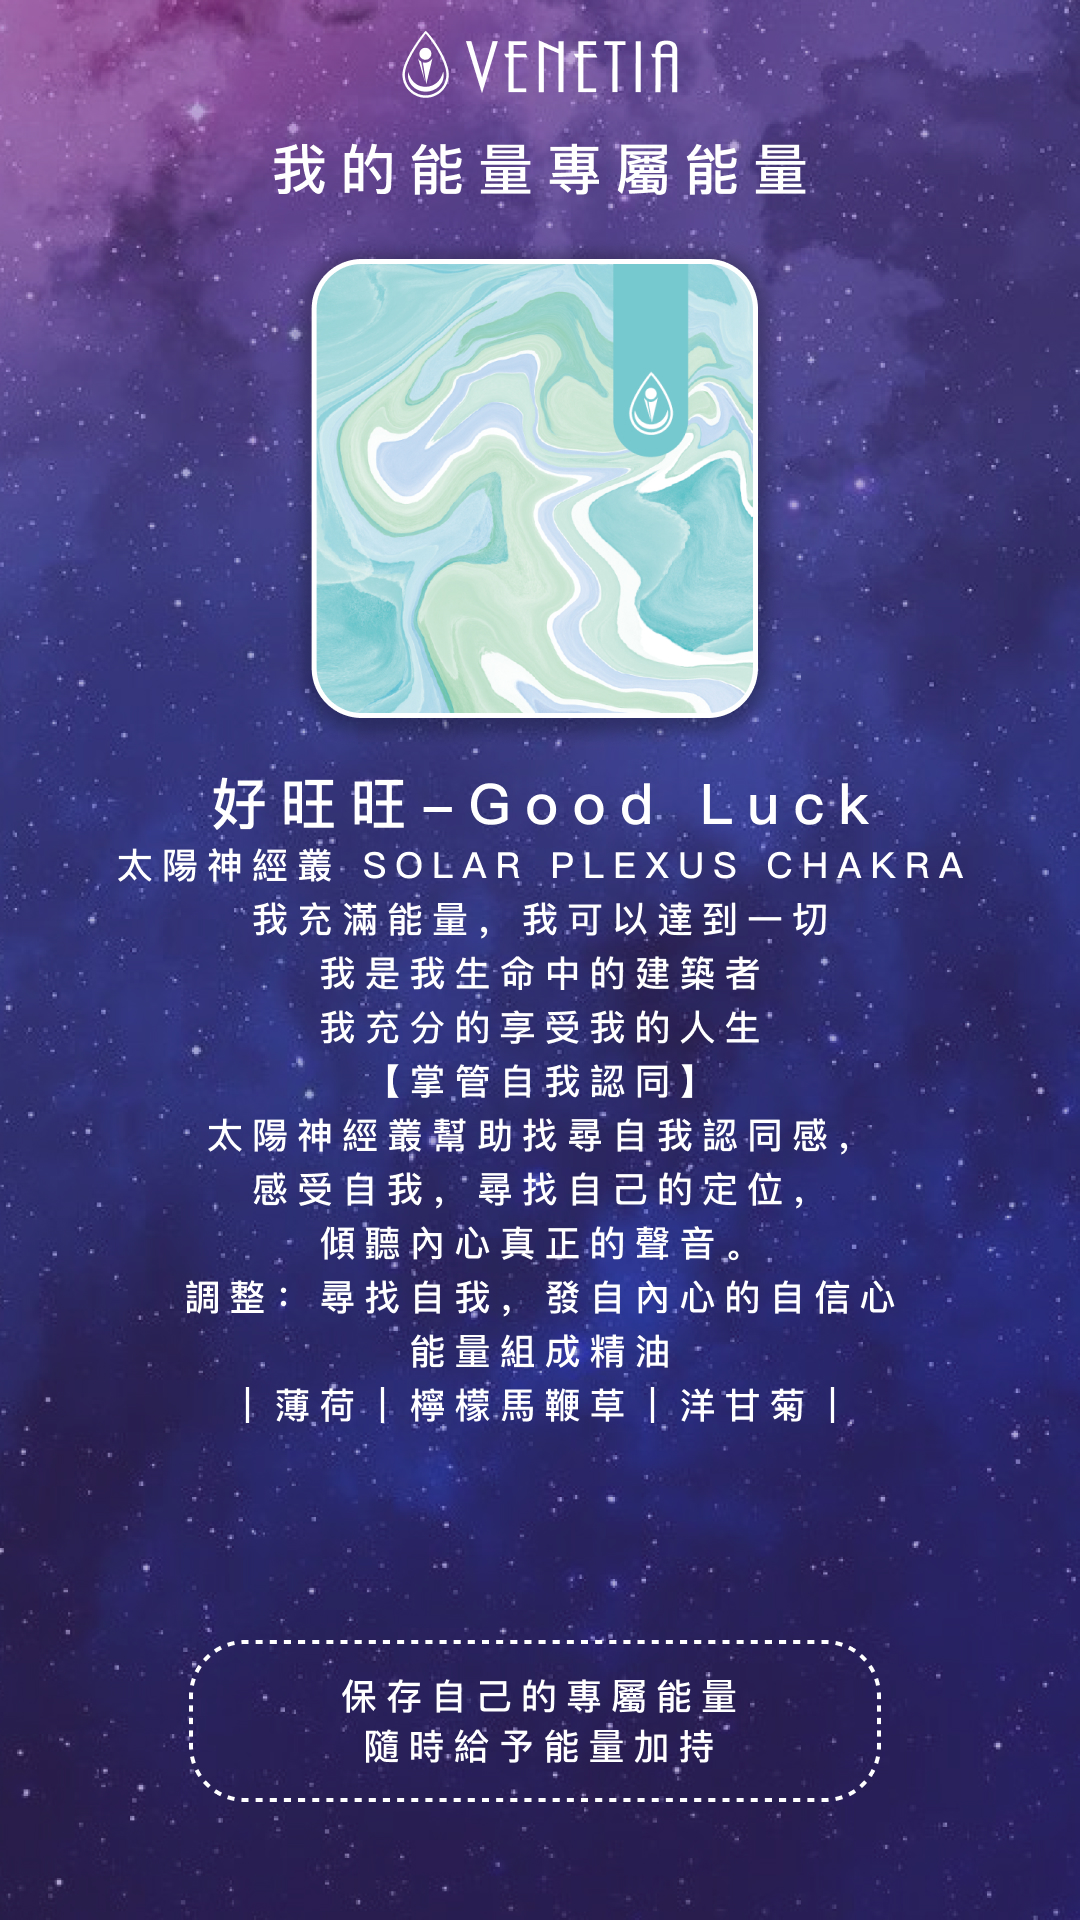 VENETIA
我的能量專屬能量
好旺旺–Good Luck
太陽神經叢 SOLAR PLEXUS CHAKRA
我充滿能量，我可以達到一切
我是我生命中的建築者
我充分的享受我的人生
【掌管自我認同】
太陽神經叢幫助找尋自我認同感，
感受自我，尋找自己的定位，
傾聽內心真正的聲音。
調整：尋找自我，發自內心的自信心
能量組成精油
｜薄荷｜檸檬馬鞭草｜洋甘菊｜
保存自己的專屬能量
隨時給予能量加持